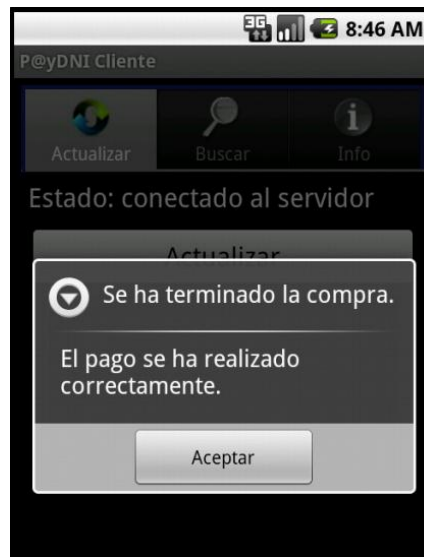 3G 8:46 AM
P@yDNI Cliente
Actualizar Buscar Info
Estado: conectado al servidor
Actualizar
Se ha terminado la compra.
El pago se ha realizado
correctamente.
Aceptar